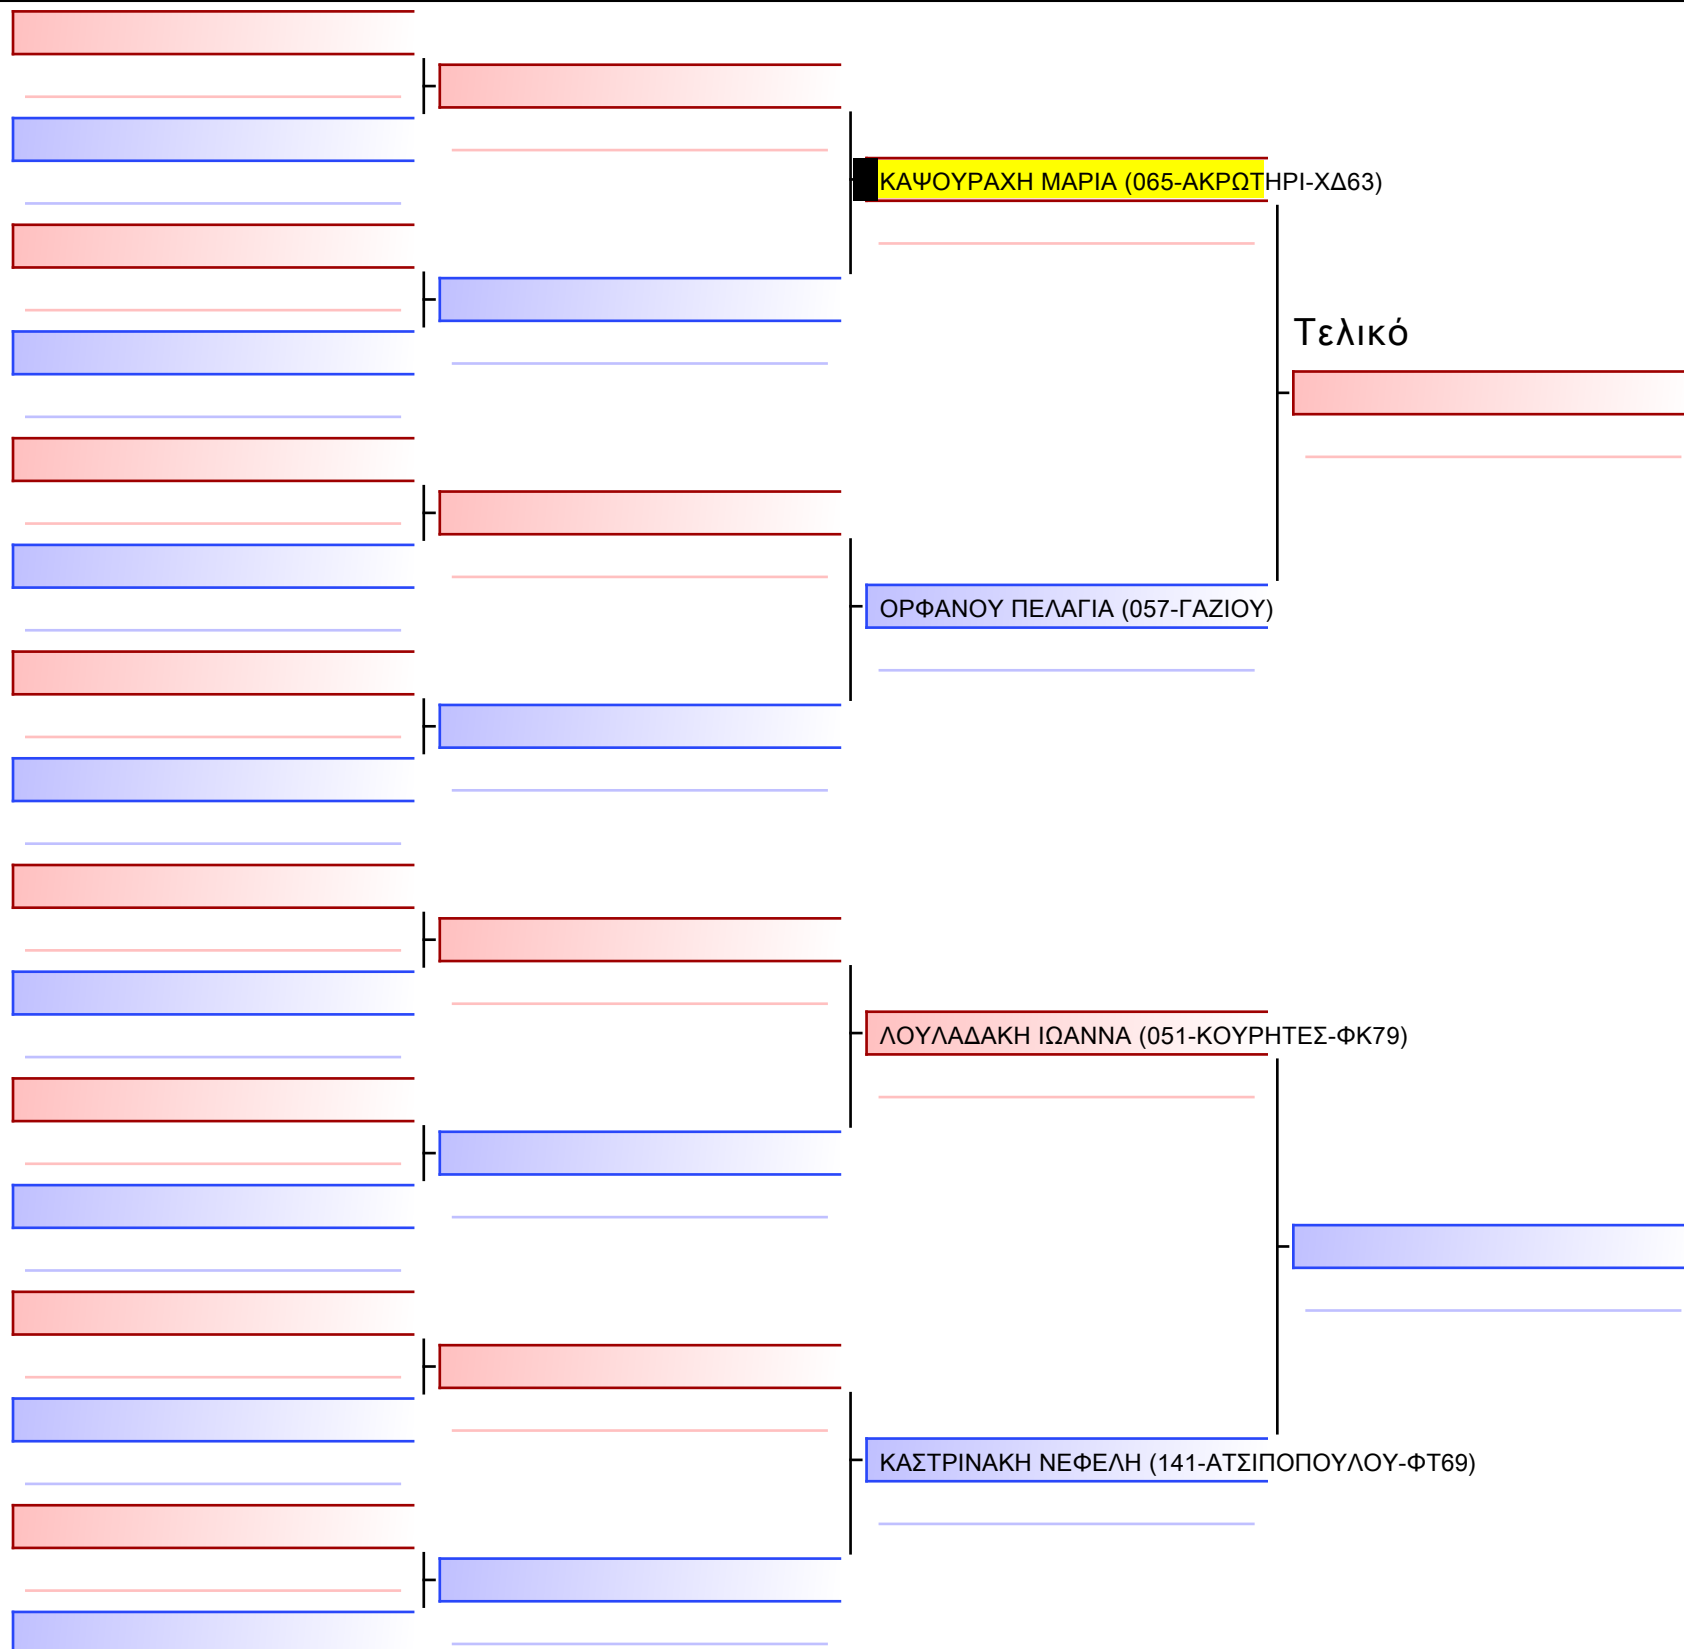 ΚΑΨΟΥΡΑΧΗ ΜΑΡΙΑ (065-ΑΚΡΩΤΗΡΙ-ΧΔ63)
Τελικό
ΟΡΦΑΝΟΥ ΠΕΛΑΓΙΑ (057-ΓΑΖΙΟΥ)
ΛΟΥΛΑΔΑΚΗ ΙΩΑΝΝΑ (051-ΚΟΥΡΗΤΕΣ-ΦΚ79)
ΚΑΣΤΡΙΝΑΚΗ ΝΕΦΕΛΗ (141-ΑΤΣΙΠΟΠΟΥΛΟΥ-ΦΤ69)